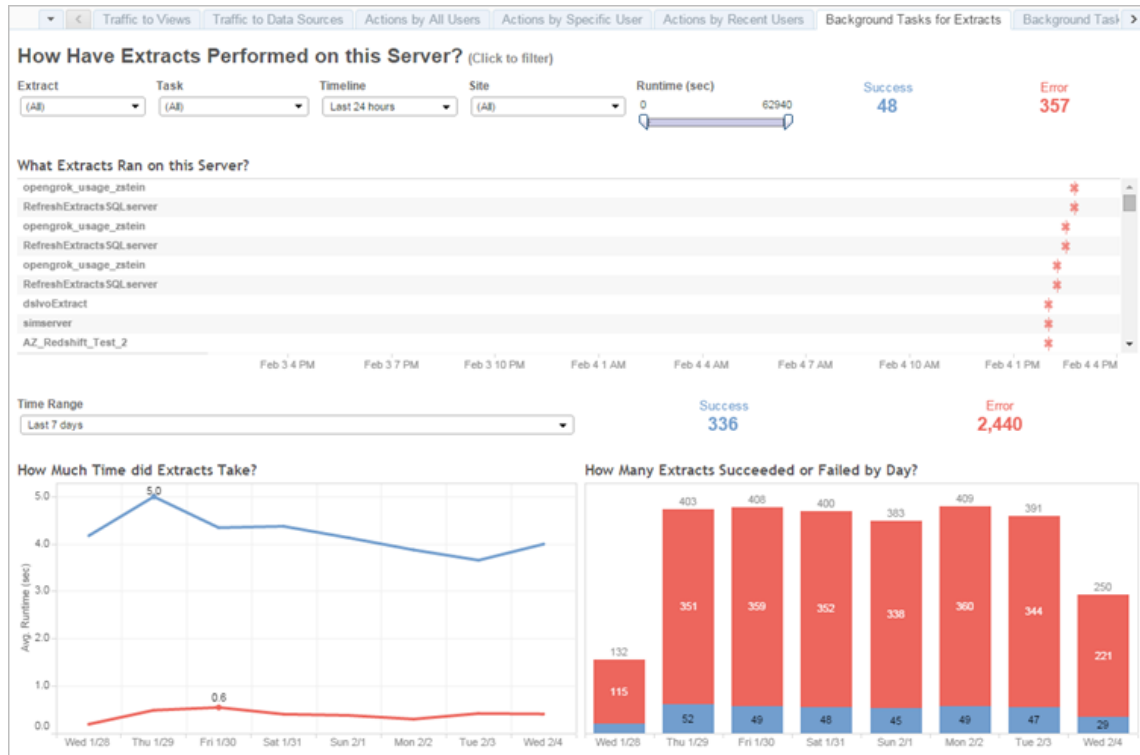 Traffic to Views Traffic to Data Sources Actions by All Users Actions by Specific User Actions by Recent Users Background Tasks for Extracts Background Task
How Have Extracts Performed on this Server? (Click to filter)
Extract Task Timeline Site Runtime (sec) Success Error
(All) (All) Last 24 hours (All) 0 62940 48 357
What Extracts Ran on this Server?
opengrok_usage_zstein
RefreshExtractsSQLserver
opengrok_usage_zstein
RefreshExtractsSQLserver
opengrok_usage_zstein
RefreshExtractsSQLserver
dslvoExtract
simserver
AZ_Redshift_Test_2
Feb 3 4 PM Feb 3 7 PM Feb 3 10 PM Feb 4 1 AM Feb 4 4 AM Feb 4 7 AM Feb 4 10 AM Feb 4 1 PM Feb 4 4 PM
Time Range Success Error
Last 7 days 336 2,440
How Much Time did Extracts Take?
Avg. Runtime (sec)
5.0
4.0
3.0
2.0
1.0
0.0
5.0
0.6
Wed 1/28 Thu 1/29 Fri 1/30 Sat 1/31 Sun 2/1 Mon 2/2 Tue 2/3 Wed 2/4
How Many Extracts Succeeded or Failed by Day?
132 403 408 400 383 409 391 250
115 351 359 352 338 360 344 221
52 49 48 45 49 47 29
Wed 1/28 Thu 1/29 Fri 1/30 Sat 1/31 Sun 2/1 Mon 2/2 Tue 2/3 Wed 2/4